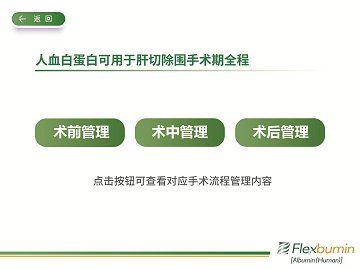 返 回
人血白蛋白可用于肝切除围手术期全程
术前管理
术中管理
术后管理
点击按钮可查看对应手术流程管理内容
Flexbumin
[Albumin (Human)]